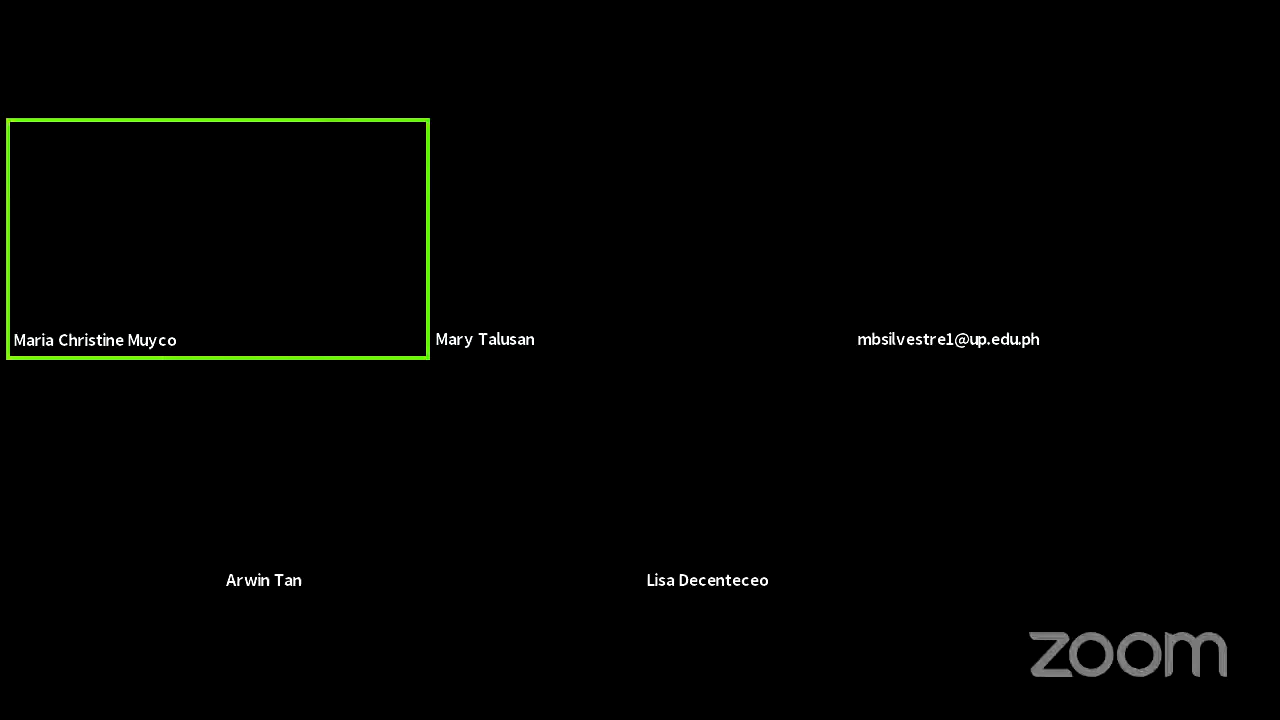 Maria Christine Muyco
Mary Talusan
mbsilvestre1@up.edu.ph
Arwin Tan
Lisa Decenteceo
zoom